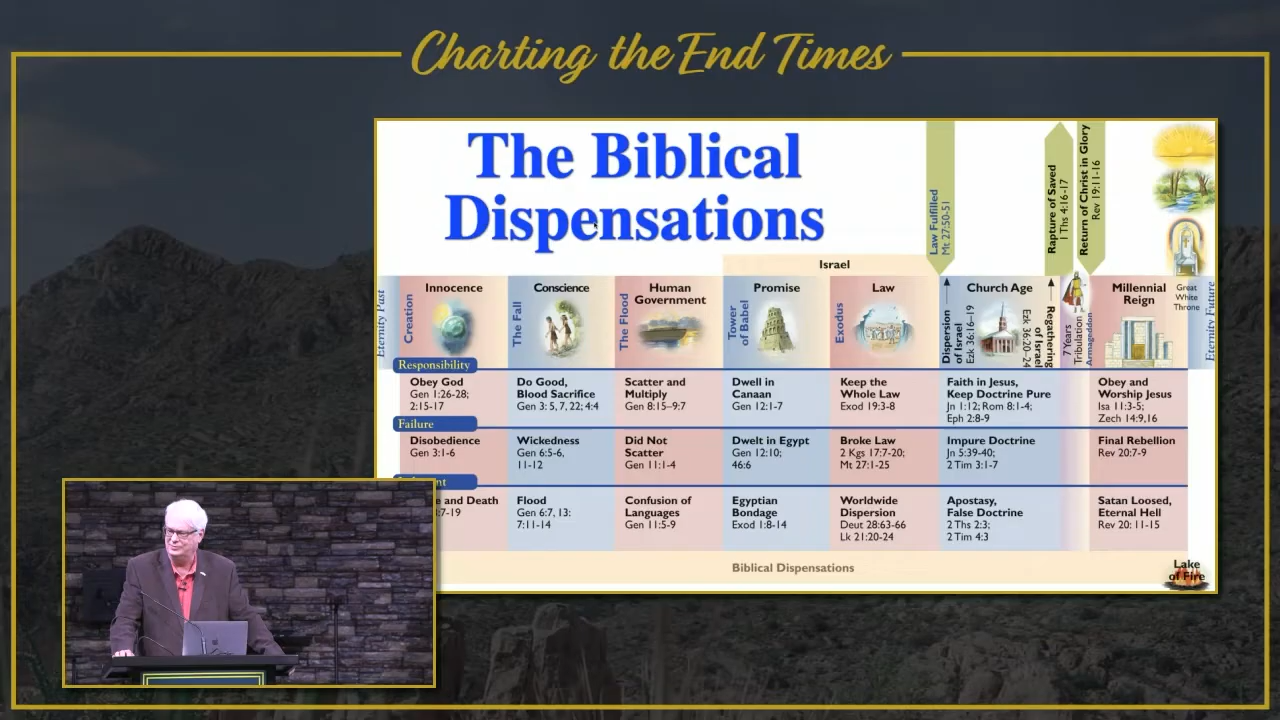 Charting the End Times
The Biblical
Dispensations
Law Fulfilled
Mt 27:50-51
Rapture of Saved
1 Ths 4:16-17
Return of Christ in Glory
Rev 19:11-16
Israel
Eternity Past
Creation
Innocence
The Fall
Conscience
The Flood
Human
Government
Tower
of Babel
Promise
Exodus
Law
Dispersion
of Israel
Ezk 36:16–19
Church Age
Ezk 36:20–24
Regathering
of Israel
7 Years
Tribulation
Armageddon
Millennial
Reign
Great
White
Throne
Eternity Future
Responsibility
Obey God
Gen 1:26-28;
2:15-17
Do Good,
Blood Sacrifice
Gen 3: 5, 7, 22; 4:4
Scatter and
Multiply
Gen 8:15–9:7
Dwell in
Canaan
Gen 12:1-7
Keep the
Whole Law
Exod 19:3-8
Faith in Jesus,
Keep Doctrine Pure
Jn 1:12; Rom 8:1-4;
Eph 2:8-9
Obey and
Worship Jesus
Isa 11:3-5;
Zech 14:9,16
Failure
Disobedience
Gen 3:1-6
Wickedness
Gen 6:5-6,
11-12
Did Not
Scatter
Gen 11:1-4
Dwelt in Egypt
Gen 12:10;
46:6
Broke Law
2 Kgs 17:7-20;
Mt 27:1-25
Impure Doctrine
Jn 5:39-40;
2 Tim 3:1-7
Final Rebellion
Rev 20:7-9
and Death
:7-19
Flood
Gen 6:7, 13;
7:11-14
Confusion of
Languages
Gen 11:5-9
Egyptian
Bondage
Exod 1:8-14
Worldwide
Dispersion
Deut 28:63-66
Lk 21:20-24
Apostasy,
False Doctrine
2 Ths 2:3;
2 Tim 4:3
Satan Loosed,
Eternal Hell
Rev 20: 11-15
Biblical Dispensations
Lake
of Fire